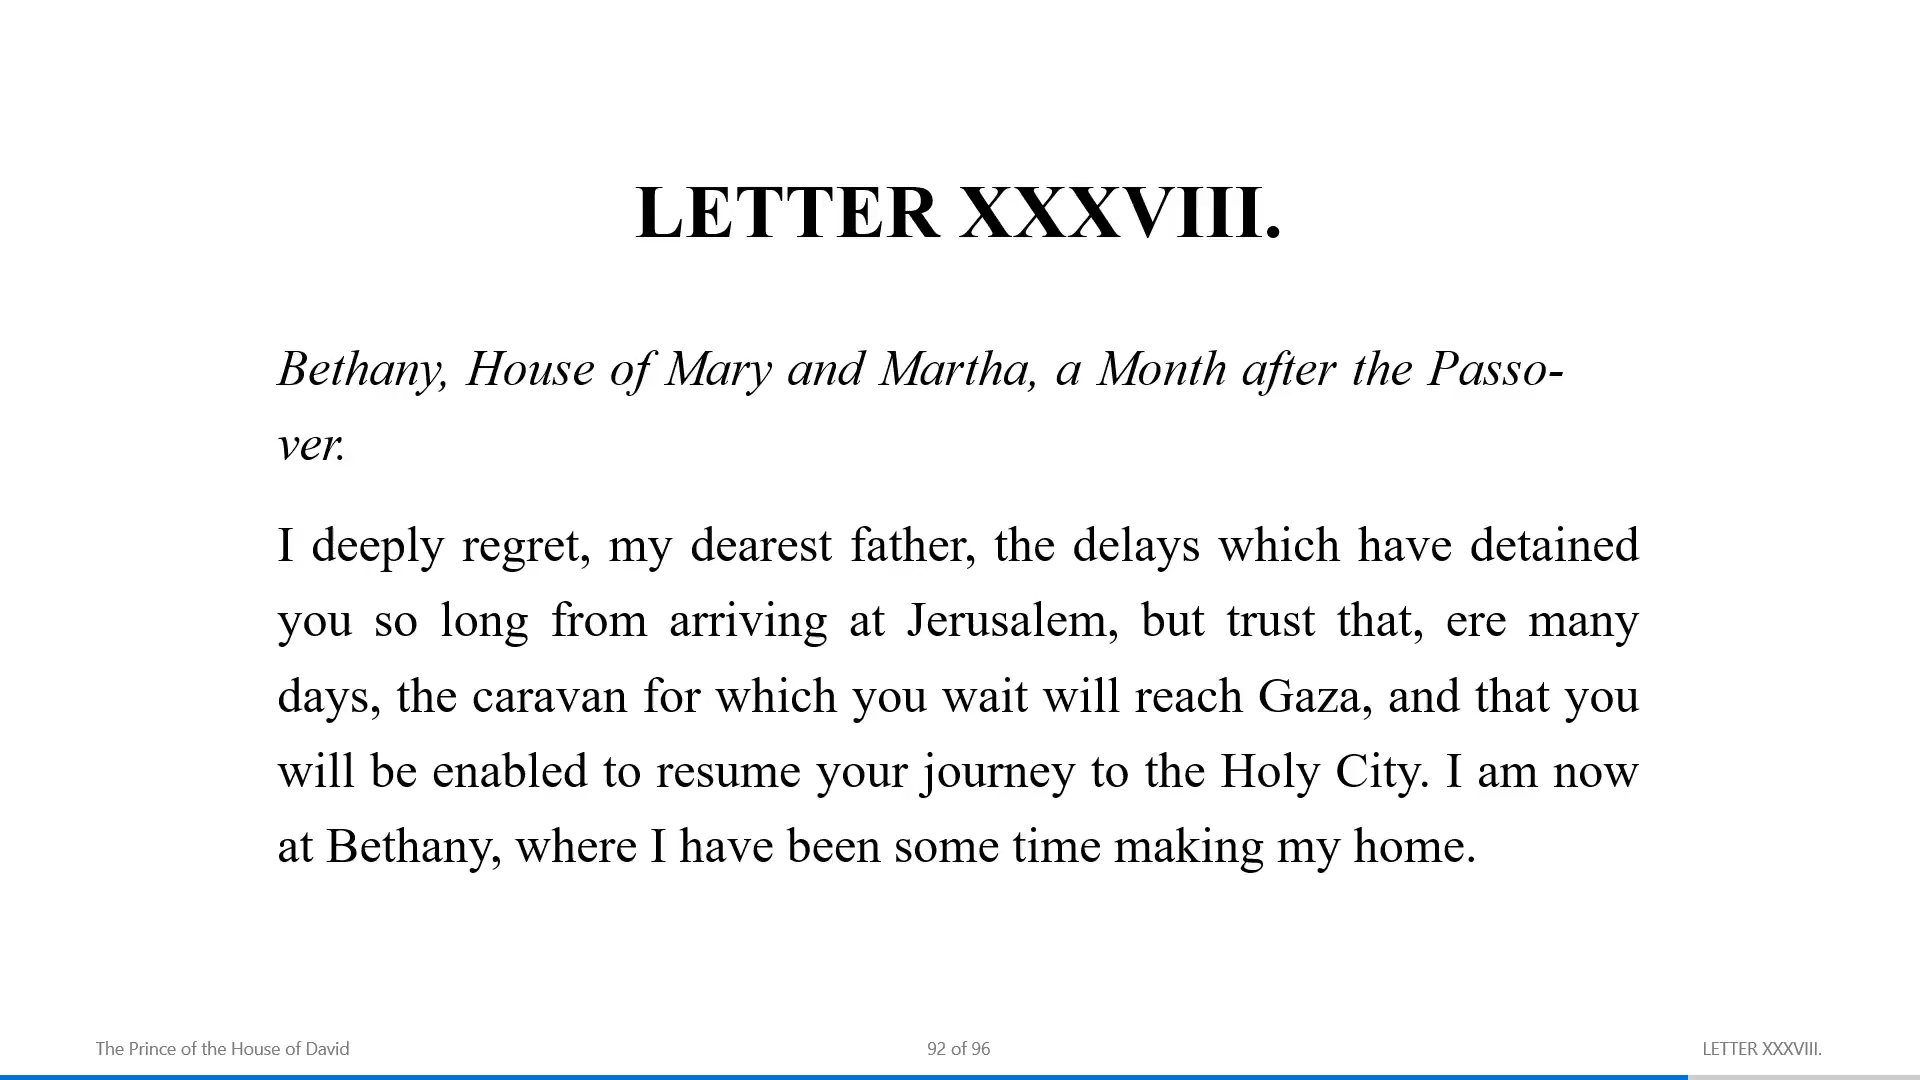 LETTER XXXVIII.
Bethany, House of Mary and Martha, a Month after the Passo-
ver.
I deeply regret, my dearest father, the delays which have detained
you so long from arriving at Jerusalem, but trust that, ere many
days, the caravan for which you wait will reach Gaza, and that you
will be enabled to resume your journey to the Holy City. I am now
at Bethany, where I have been some time making my home.
The Prince of the House of David
92 of 96
LETTER XXXVIII.